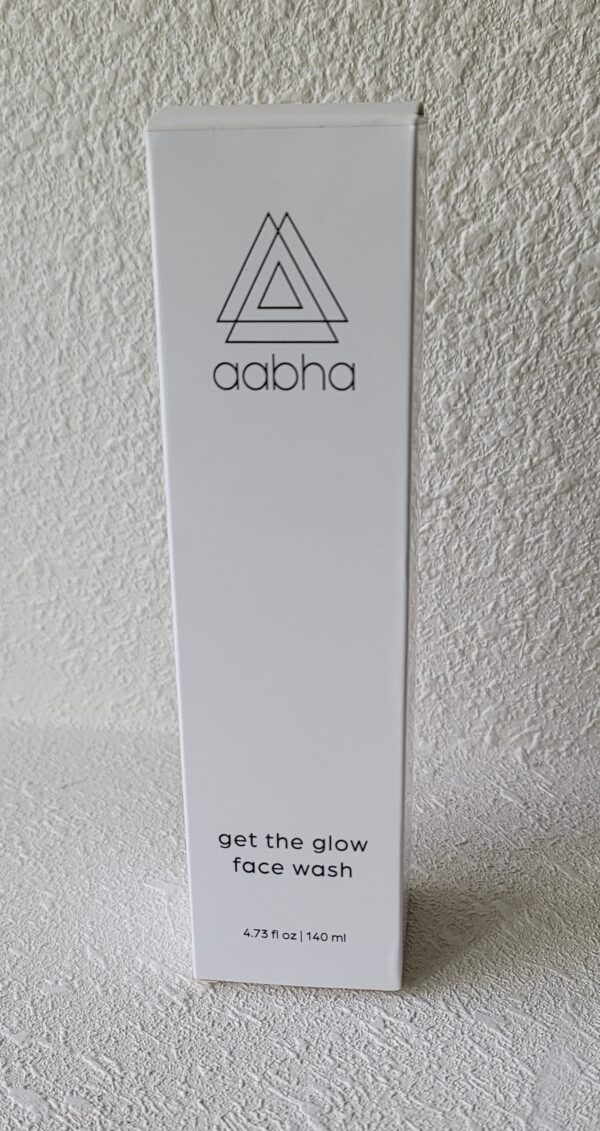 aabha
get the glow
face wash
4.73 fl oz | 140 ml